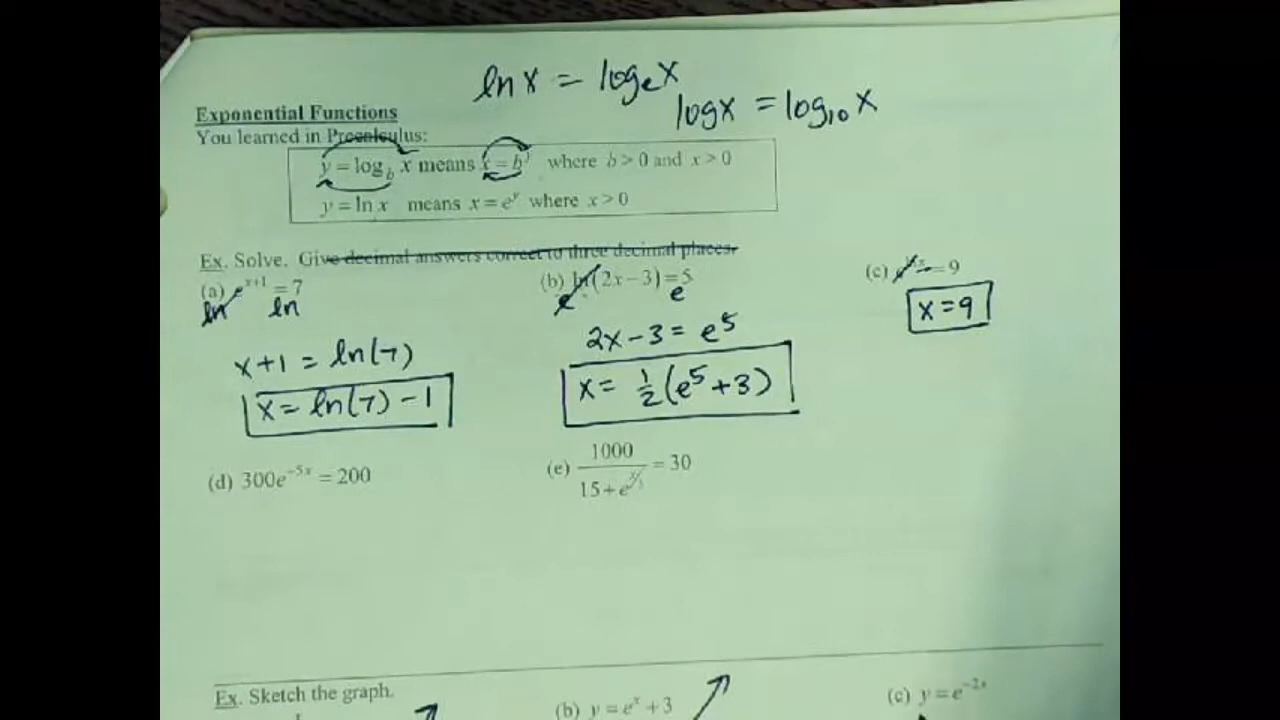 ln x = logₑx
log x = log₁₀ x
Exponential Functions
You learned in Precalculus:
y = log_b x means x = b^y where b > 0 and x > 0
y = ln x means x = e^y where x > 0
Ex. Solve. Give decimal answers correct to three decimal places.
(a) e^(x+1) = 7
ln ln
x + 1 = ln(7)
x = ln(7) − 1
(b) ln(2x − 3) = 5
e e
2x − 3 = e^5
x = 1/2 (e^5 + 3)
(c) = 9
x = 9
(d) 300e^(−5x) = 200
(e) 1000/(15 + e^(x/3)) = 30
Ex. Sketch the graph.
(b) y = e^x + 3
(c) y = e^(−2x)